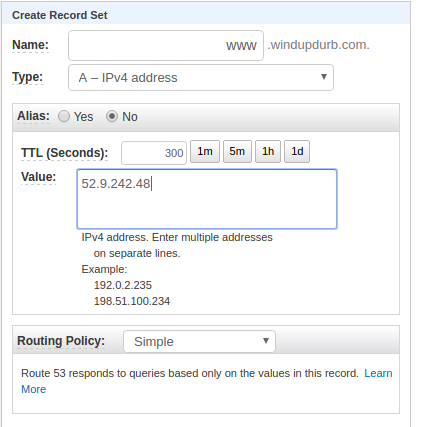 Create Record Set
Name: www .windupdurb.com.
Type: A – IPv4 address
Alias: Yes No
TTL (Seconds): 300 1m 5m 1h 1d
Value: 52.9.242.48
IPv4 address. Enter multiple addresses
on separate lines.
Example:
192.0.2.235
198.51.100.234
Routing Policy: Simple
Route 53 responds to queries based only on the values in this record. Learn
More